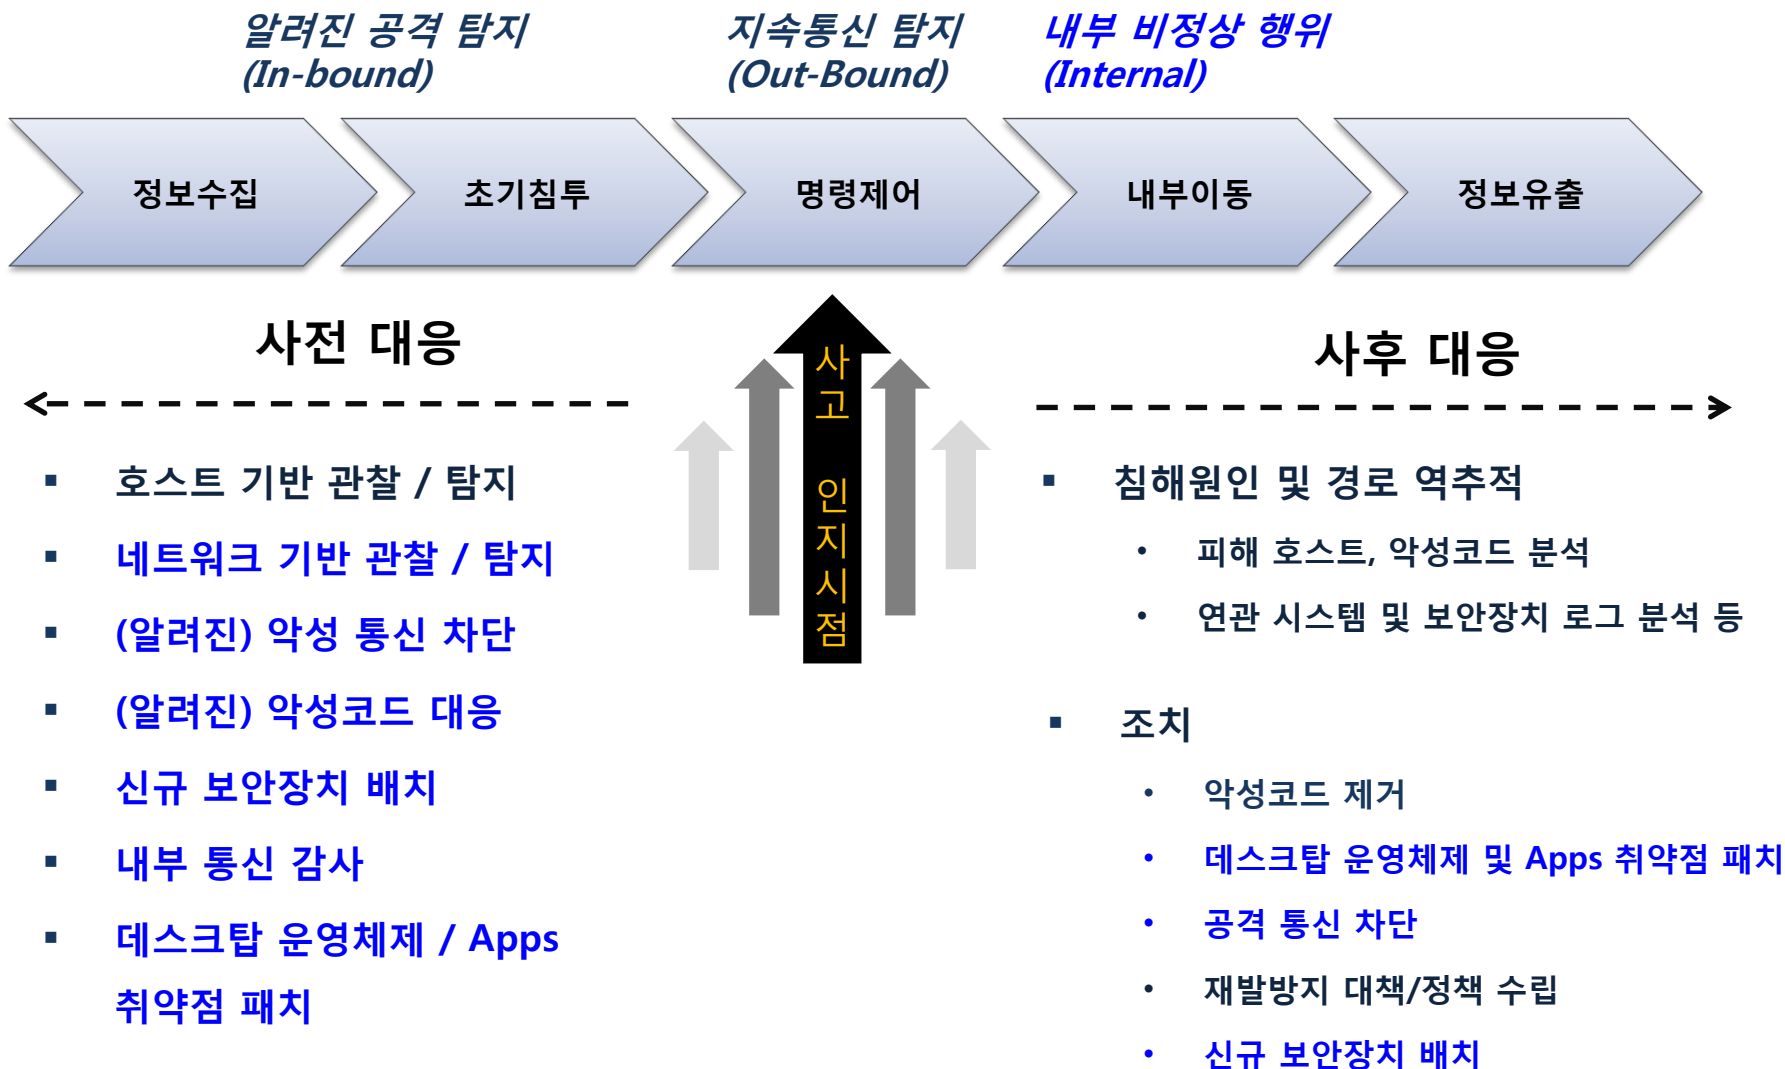 알려진 공격 탐지
(In-bound)
지속통신 탐지
(Out-Bound)
내부 비정상 행위
(Internal)
정보수집
초기침투
명령제어
내부이동
정보유출
사전 대응
▪ 호스트 기반 관찰 / 탐지
▪ 네트워크 기반 관찰 / 탐지
▪ (알려진) 악성 통신 차단
▪ (알려진) 악성코드 대응
▪ 신규 보안장치 배치
▪ 내부 통신 감사
▪ 데스크탑 운영체제 / Apps
취약점 패치
사고 인지시점
사후 대응
▪ 침해원인 및 경로 역추적
• 피해 호스트, 악성코드 분석
• 연관 시스템 및 보안장치 로그 분석 등
▪ 조치
• 악성코드 제거
• 데스크탑 운영체제 및 Apps 취약점 패치
• 공격 통신 차단
• 재발방지 대책/정책 수립
• 신규 보안장치 배치